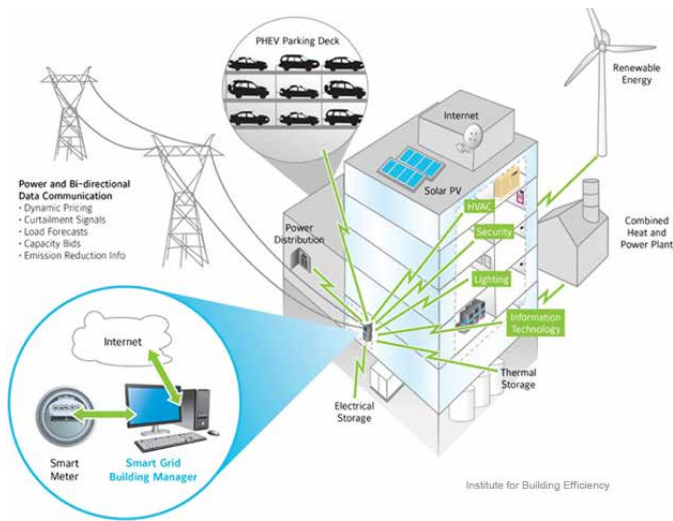 PHEV Parking Deck
Renewable
Energy
Internet
Solar PV
Power and Bi-directional
Data Communication
• Dynamic Pricing
• Curtailment Signals
• Load Forecasts
• Capacity Bids
• Emission Reduction Info
Power
Distribution
HVAC
Security
Lighting
Information
Technology
Combined
Heat and
Power Plant
Thermal
Storage
Electrical
Storage
Internet
Smart
Meter
Smart Grid
Building Manager
Institute for Building Efficiency